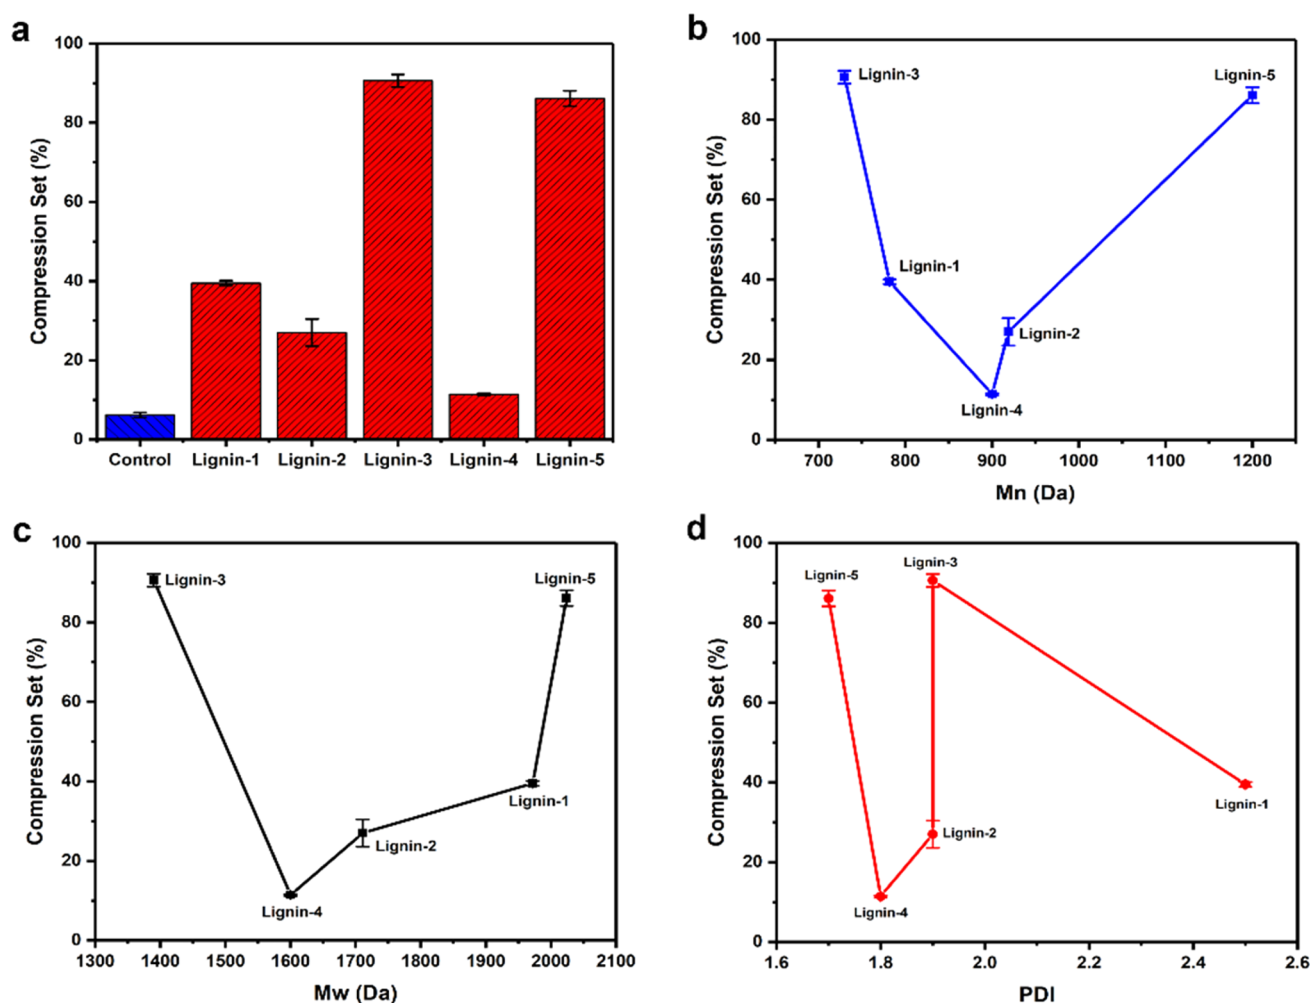 a
100
80
60
40
20
0
Compression Set (%)
Control Lignin-1 Lignin-2 Lignin-3 Lignin-4 Lignin-5
b
100
80
60
40
20
0
Compression Set (%)
Lignin-3
Lignin-5
Lignin-1
Lignin-2
Lignin-4
700 800 900 1000 1100 1200
Mn (Da)
c
100
80
60
40
20
0
Compression Set (%)
Lignin-3
Lignin-5
Lignin-1
Lignin-2
Lignin-4
1300 1400 1500 1600 1700 1800 1900 2000 2100
Mw (Da)
d
100
80
60
40
20
0
Compression Set (%)
Lignin-3
Lignin-5
Lignin-1
Lignin-2
Lignin-4
1.6 1.8 2.0 2.2 2.4 2.6
PDI